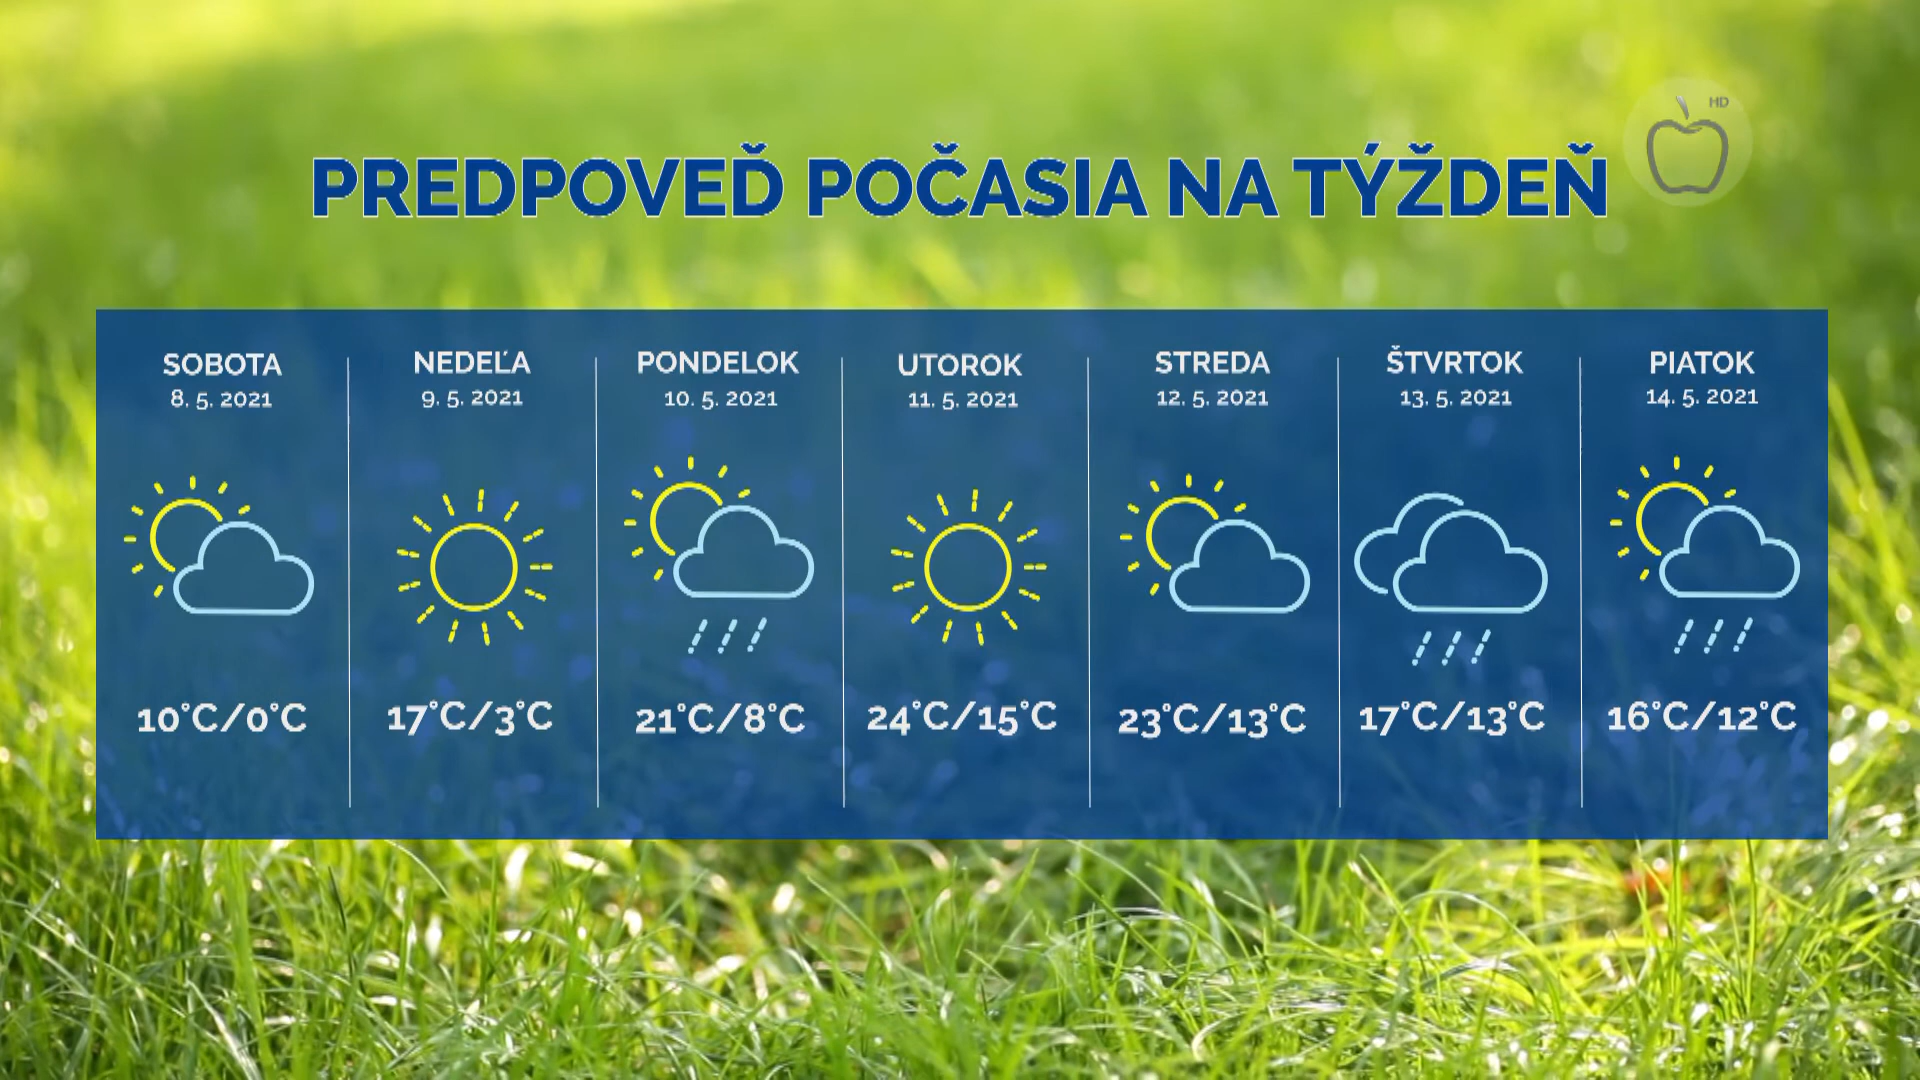 HD
PREDPOVEĎ POČASIA NA TÝŽDEŇ
SOBOTA
8. 5. 2021
10°C/0°C
NEDEĽA
9. 5. 2021
17°C/3°C
PONDELOK
10. 5. 2021
21°C/8°C
UTOROK
11. 5. 2021
24°C/15°C
STREDA
12. 5. 2021
23°C/13°C
ŠTVRTOK
13. 5. 2021
17°C/13°C
PIATOK
14. 5. 2021
16°C/12°C